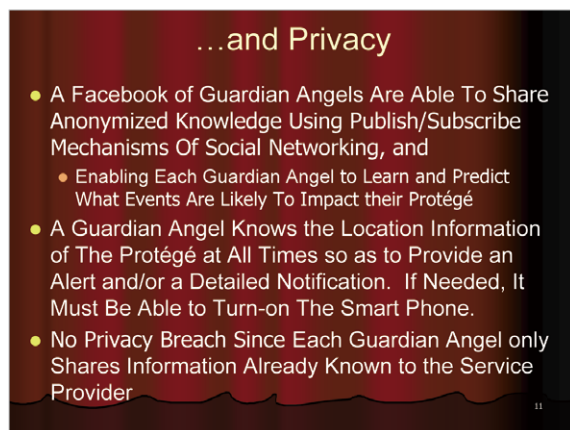 …and Privacy
A Facebook of Guardian Angels Are Able To Share
Anonymized Knowledge Using Publish/Subscribe
Mechanisms Of Social Networking, and
Enabling Each Guardian Angel to Learn and Predict
What Events Are Likely To Impact their Protégé
A Guardian Angel Knows the Location Information
of The Protégé at All Times so as to Provide an
Alert and/or a Detailed Notification. If Needed, It
Must Be Able to Turn-on The Smart Phone.
No Privacy Breach Since Each Guardian Angel only
Shares Information Already Known to the Service
Provider
11